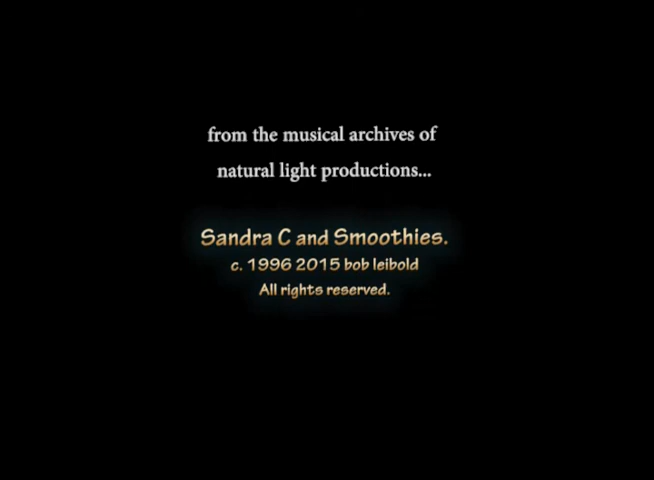 from the musical archives of
natural light productions...
Sandra C and Smoothies.
c. 1996 2015 bob leibold
All rights reserved.